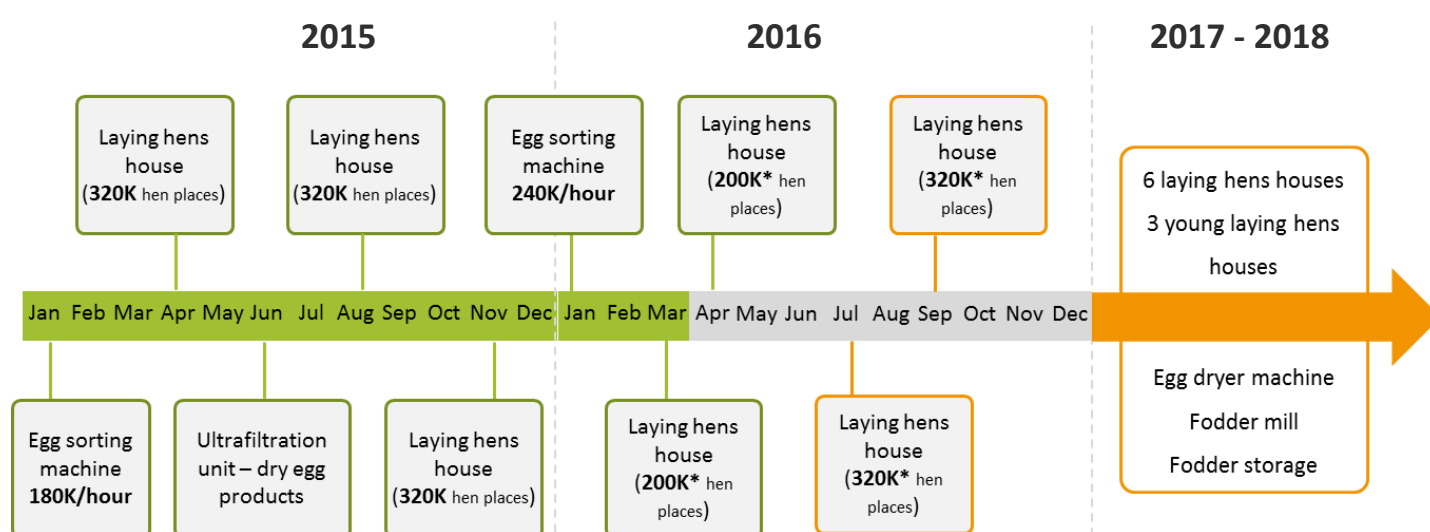 2015
2016
2017 - 2018
Laying hens
house
(320K hen places)
Laying hens
house
(320K hen places)
Egg sorting
machine
240K/hour
Laying hens
house
(200K* hen
places)
Laying hens
house
(320K* hen
places)
6 laying hens houses
3 young laying hens
houses
Jan Feb Mar Apr May Jun Jul Aug Sep Oct Nov Dec Jan Feb Mar Apr May Jun Jul Aug Sep Oct Nov Dec
Egg sorting
machine
180K/hour
Ultrafiltration
unit – dry egg
products
Laying hens
house
(320K hen places)
Laying hens
house
(200K* hen
places)
Laying hens
house
(320K* hen
places)
Egg dryer machine
Fodder mill
Fodder storage